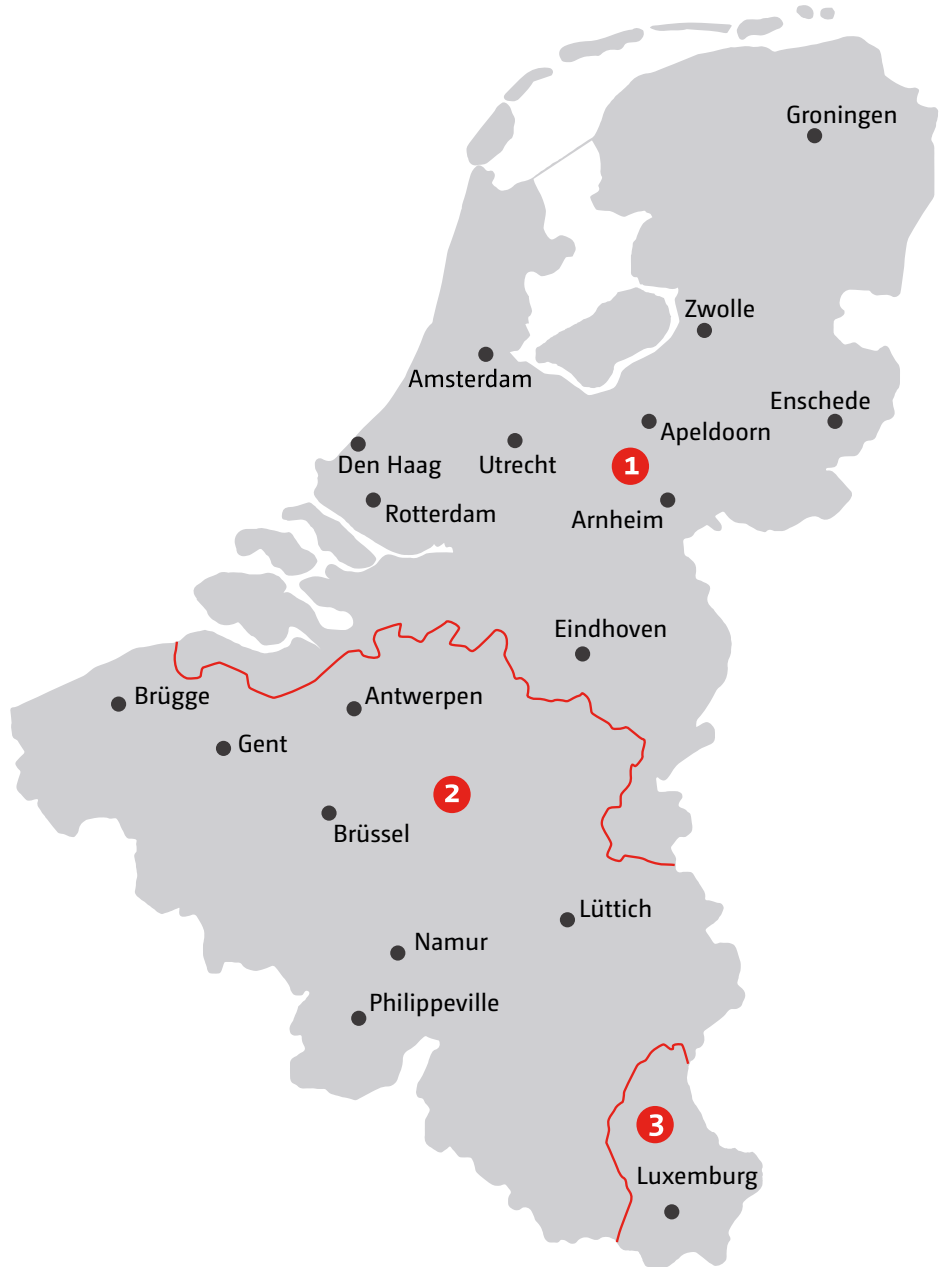 Groningen
Zwolle
Amsterdam
Enschede
Apeldoorn
Den Haag
Utrecht
1
Rotterdam
Arnheim
Eindhoven
Brügge
Antwerpen
Gent
2
Brüssel
Lüttich
Namur
Philippeville
3
Luxemburg